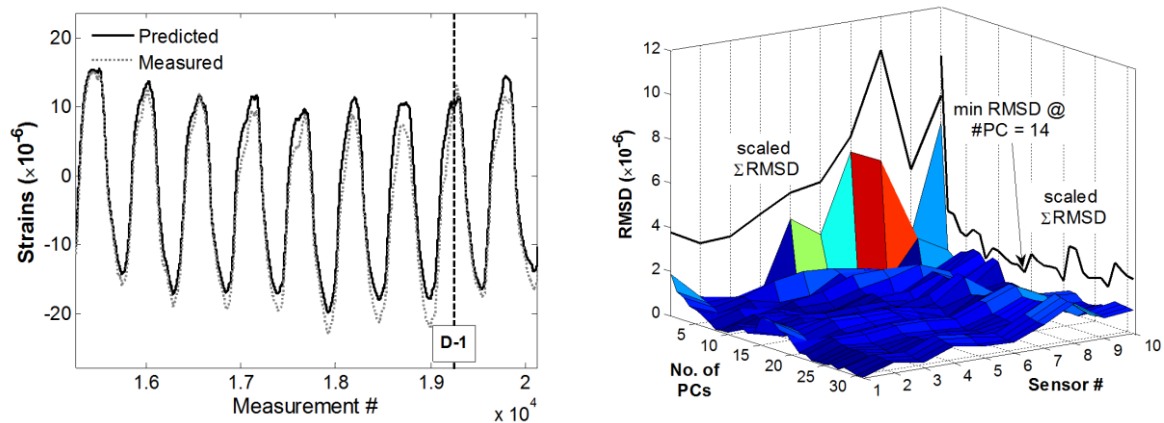 20
10
0
-10
-20
Strains (×10⁻⁶)
Predicted
Measured
D-1
1.6
1.7
1.8
1.9
2
Measurement #
x 10⁴
12
10
8
6
4
2
0
RMSD (×10⁻⁶)
scaled
ΣRMSD
min RMSD @
#PC = 14
scaled
ΣRMSD
5
10
15
20
25
30
No. of
PCs
1
2
3
4
5
6
7
8
9
10
Sensor #